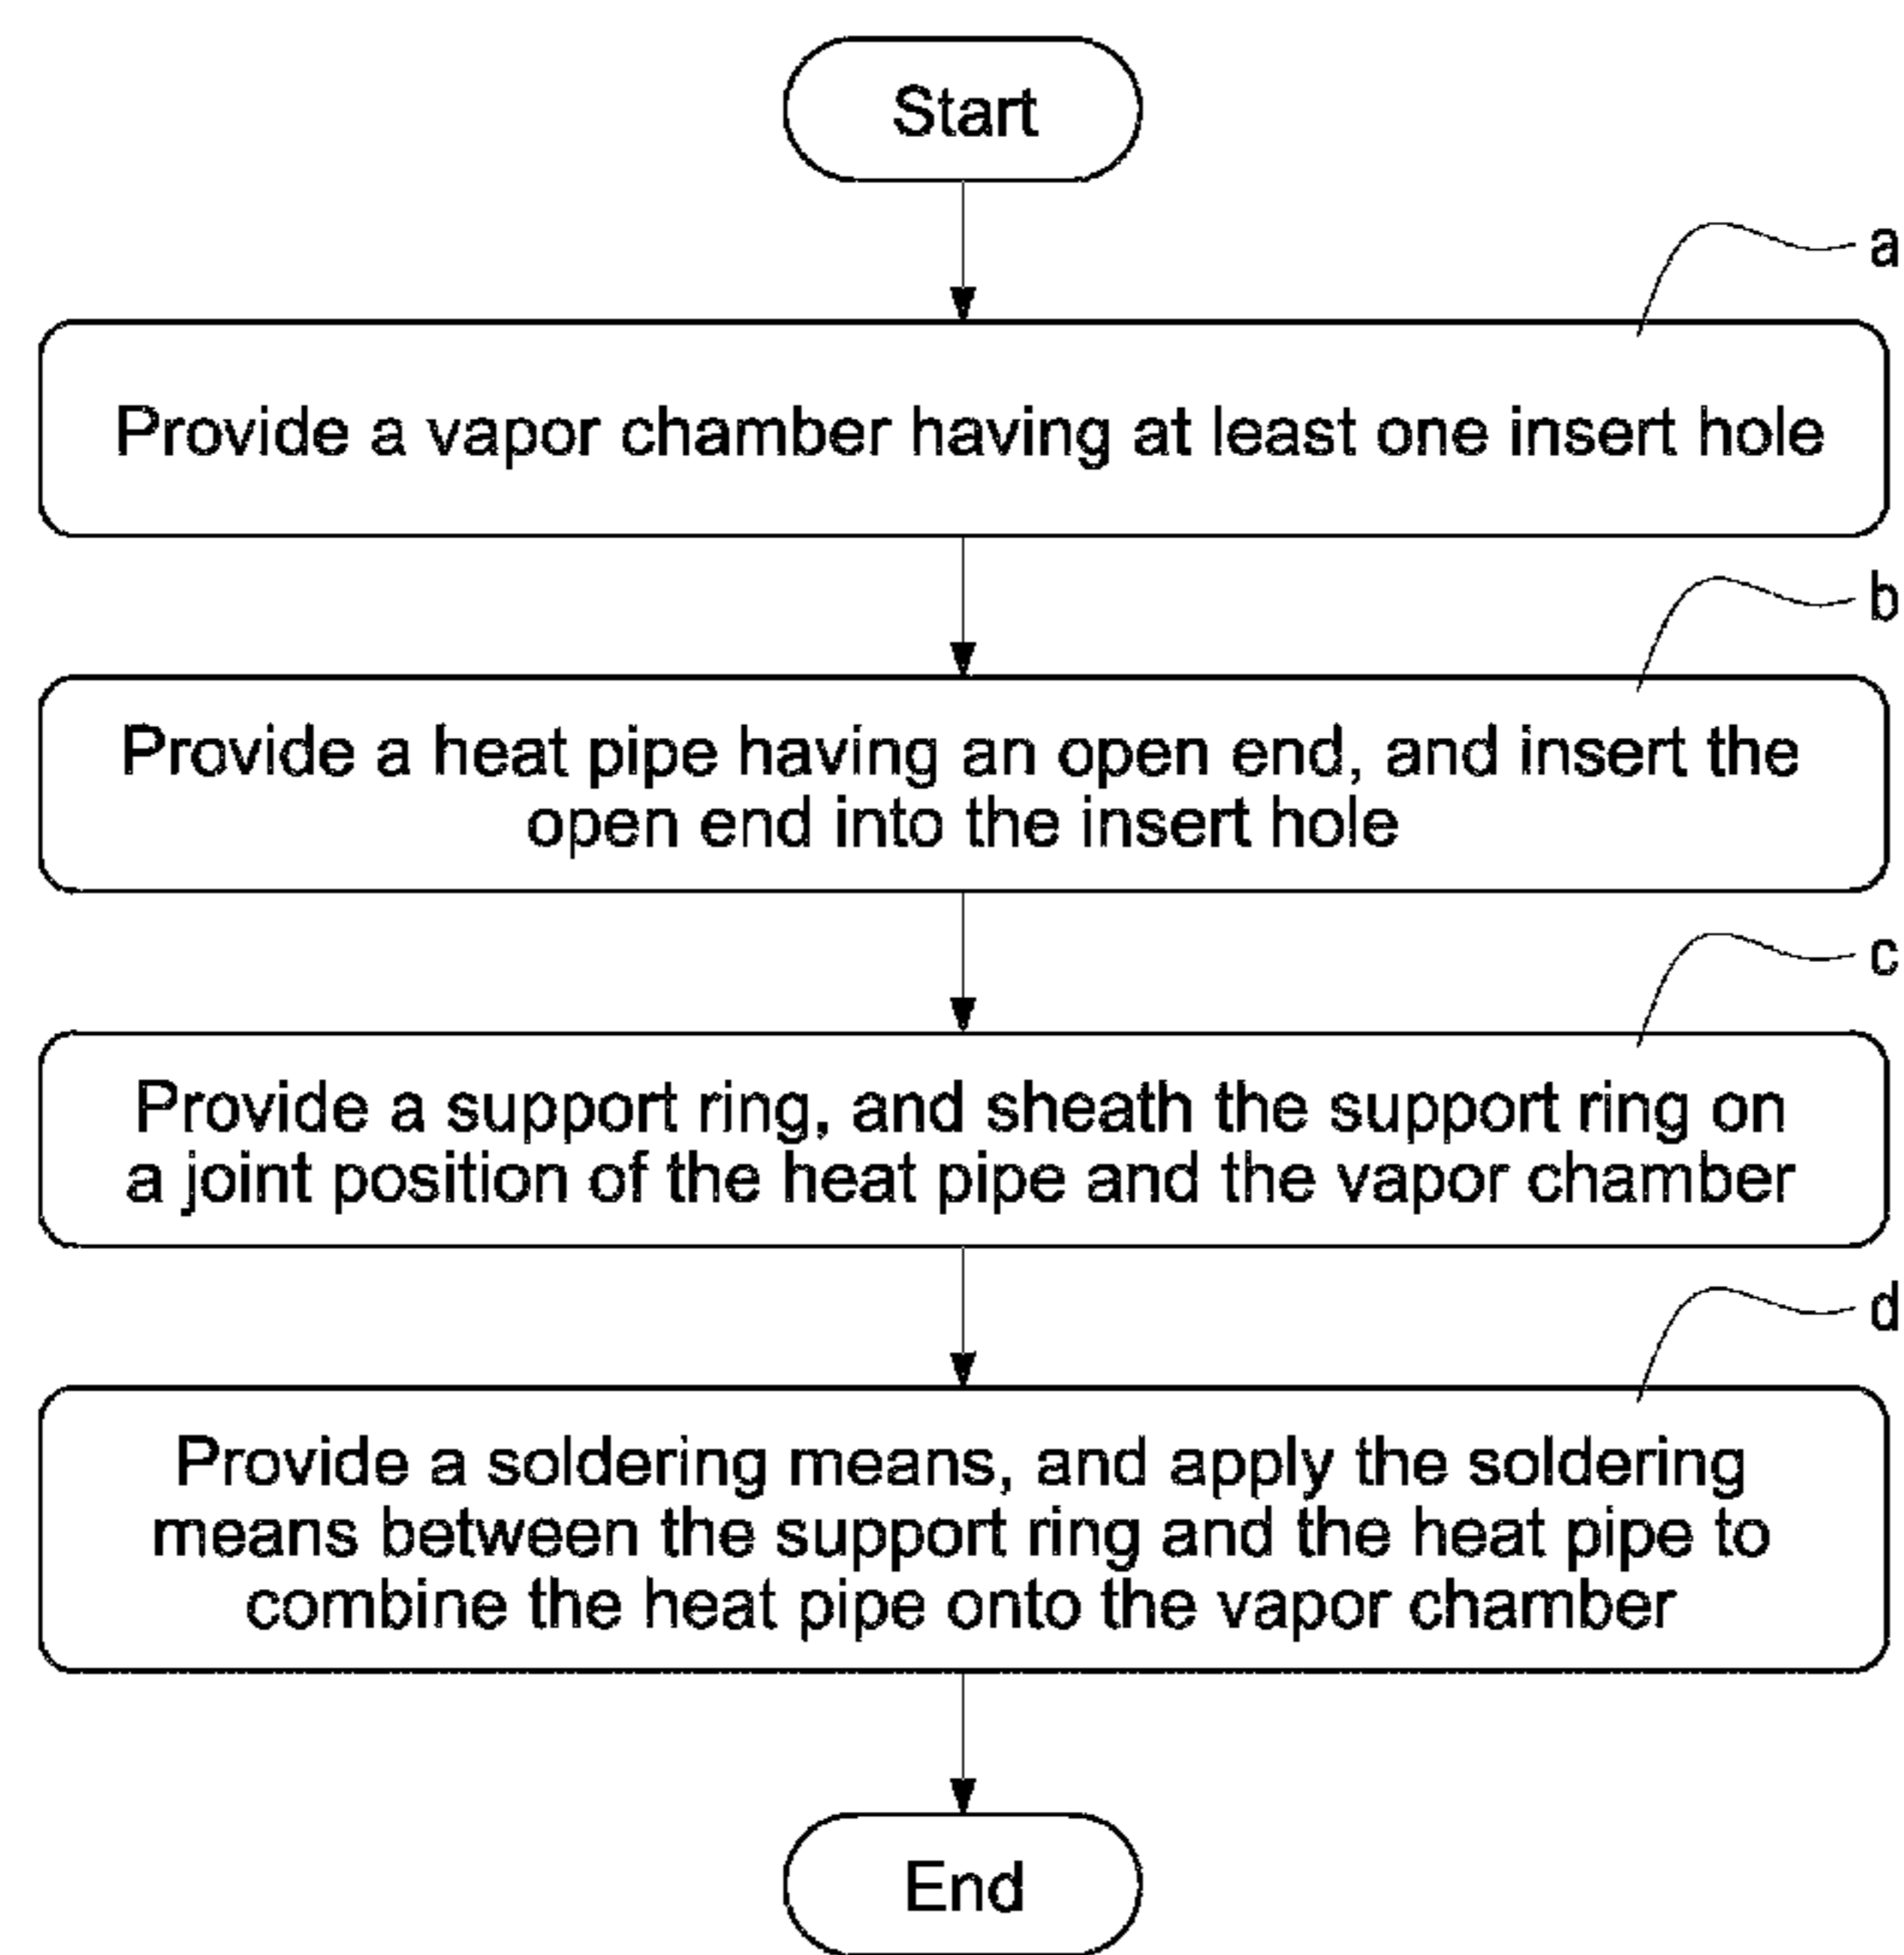 Start
a
Provide a vapor chamber having at least one insert hole
b
Provide a heat pipe having an open end, and insert the
open end into the insert hole
c
Provide a support ring, and sheath the support ring on
a joint position of the heat pipe and the vapor chamber
d
Provide a soldering means, and apply the soldering
means between the support ring and the heat pipe to
combine the heat pipe onto the vapor chamber
End